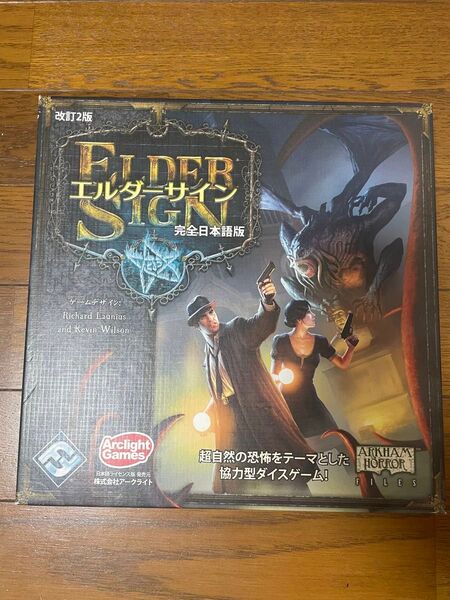 改訂2版
ELDER
エルダーサイン
SIGN
完全日本語版
ゲームデザイン:
Richard Launius
and Kevin Wilson
Arclight
Games
日本語ライセンス版 発売元
株式会社アークライト
超自然の恐怖をテーマとした
協力型ダイスゲーム!
ARKHAM
HORROR
FILES